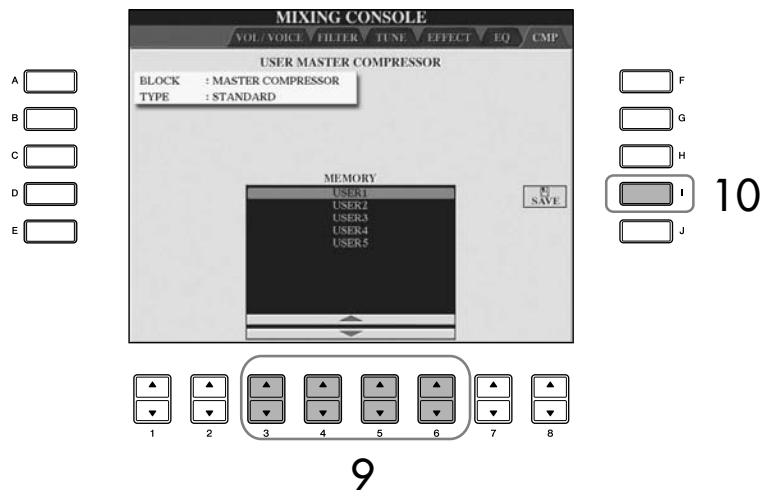 MIXING CONSOLE
VOL / VOICE FILTER TUNE EFFECT EQ CMP
USER MASTER COMPRESSOR
BLOCK : MASTER COMPRESSOR
TYPE : STANDARD
A
B
C
D
E
MEMORY
USER1
USER2
USER3
USER4
USER5
SAVE
F
G
H
I
J
10
1 2 3 4 5 6 7 8
9